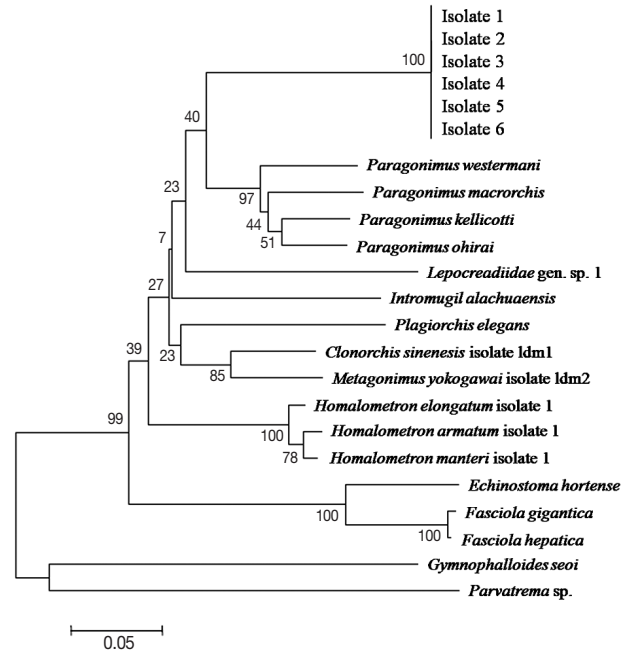 Isolate 1
Isolate 2
100
Isolate 3
Isolate 4
Isolate 5
Isolate 6
40
Paragonimus westermani
97
Paragonimus macrorchis
23
44
Paragonimus kellicotti
51
Paragonimus ohirai
7
Lepocreadiidae gen. sp. 1
27
Intromugil alachuaensis
Plagiorchis elegans
23
39
Clonorchis sinenesis isolate ldm1
85
Metagonimus yokogawai isolate ldm2
99
Homalometron elongatum isolate 1
100
Homalometron armatum isolate 1
78
Homalometron manteri isolate 1
Echinostoma hortense
100
Fasciola gigantica
100
Fasciola hepatica
Gymnophalloides seoi
Parvatrema sp.
0.05